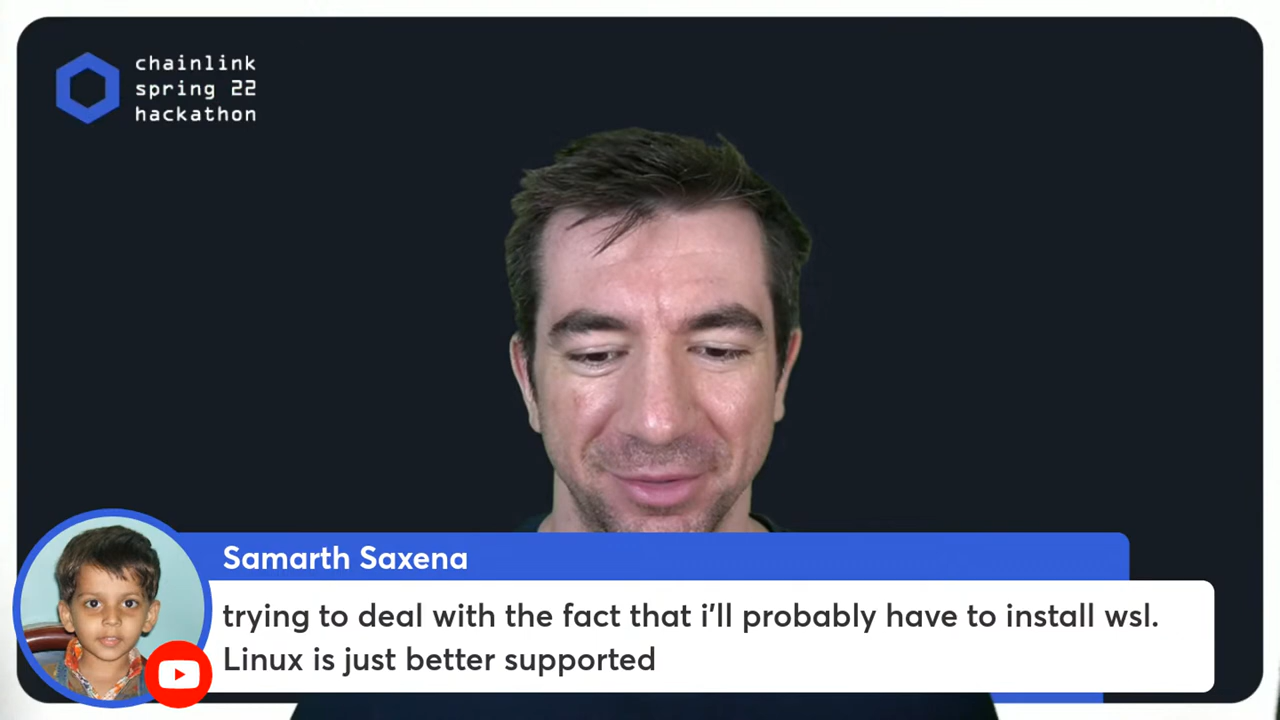 chainlink
spring 22
hackathon
Samarth Saxena
trying to deal with the fact that i'll probably have to install wsl.
Linux is just better supported